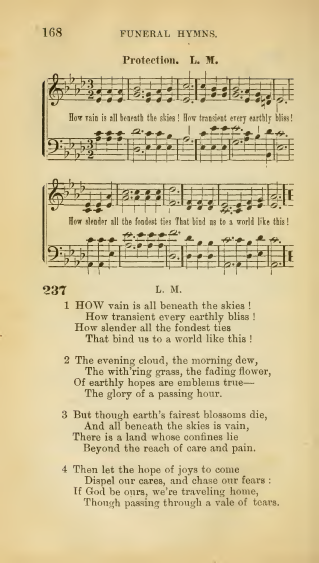 168
FUNERAL HYMNS.
Protection. L. M.
How vain is all beneath the skies ! How transient every earthly bliss !
How slender all the fondest ties That bind us to a world like this !
237
L. M.
1 HOW vain is all beneath the skies !
How transient every earthly bliss !
How slender all the fondest ties
That bind us to a world like this !
2 The evening cloud, the morning dew,
The with'ring grass, the fading flower,
Of earthly hopes are emblems true—
The glory of a passing hour.
3 But though earth's fairest blossoms die,
And all beneath the skies is vain,
There is a land whose confines lie
Beyond the reach of care and pain.
4 Then let the hope of joys to come
Dispel our cares, and chase our fears :
If God be ours, we're traveling home,
Though passing through a vale of tears.